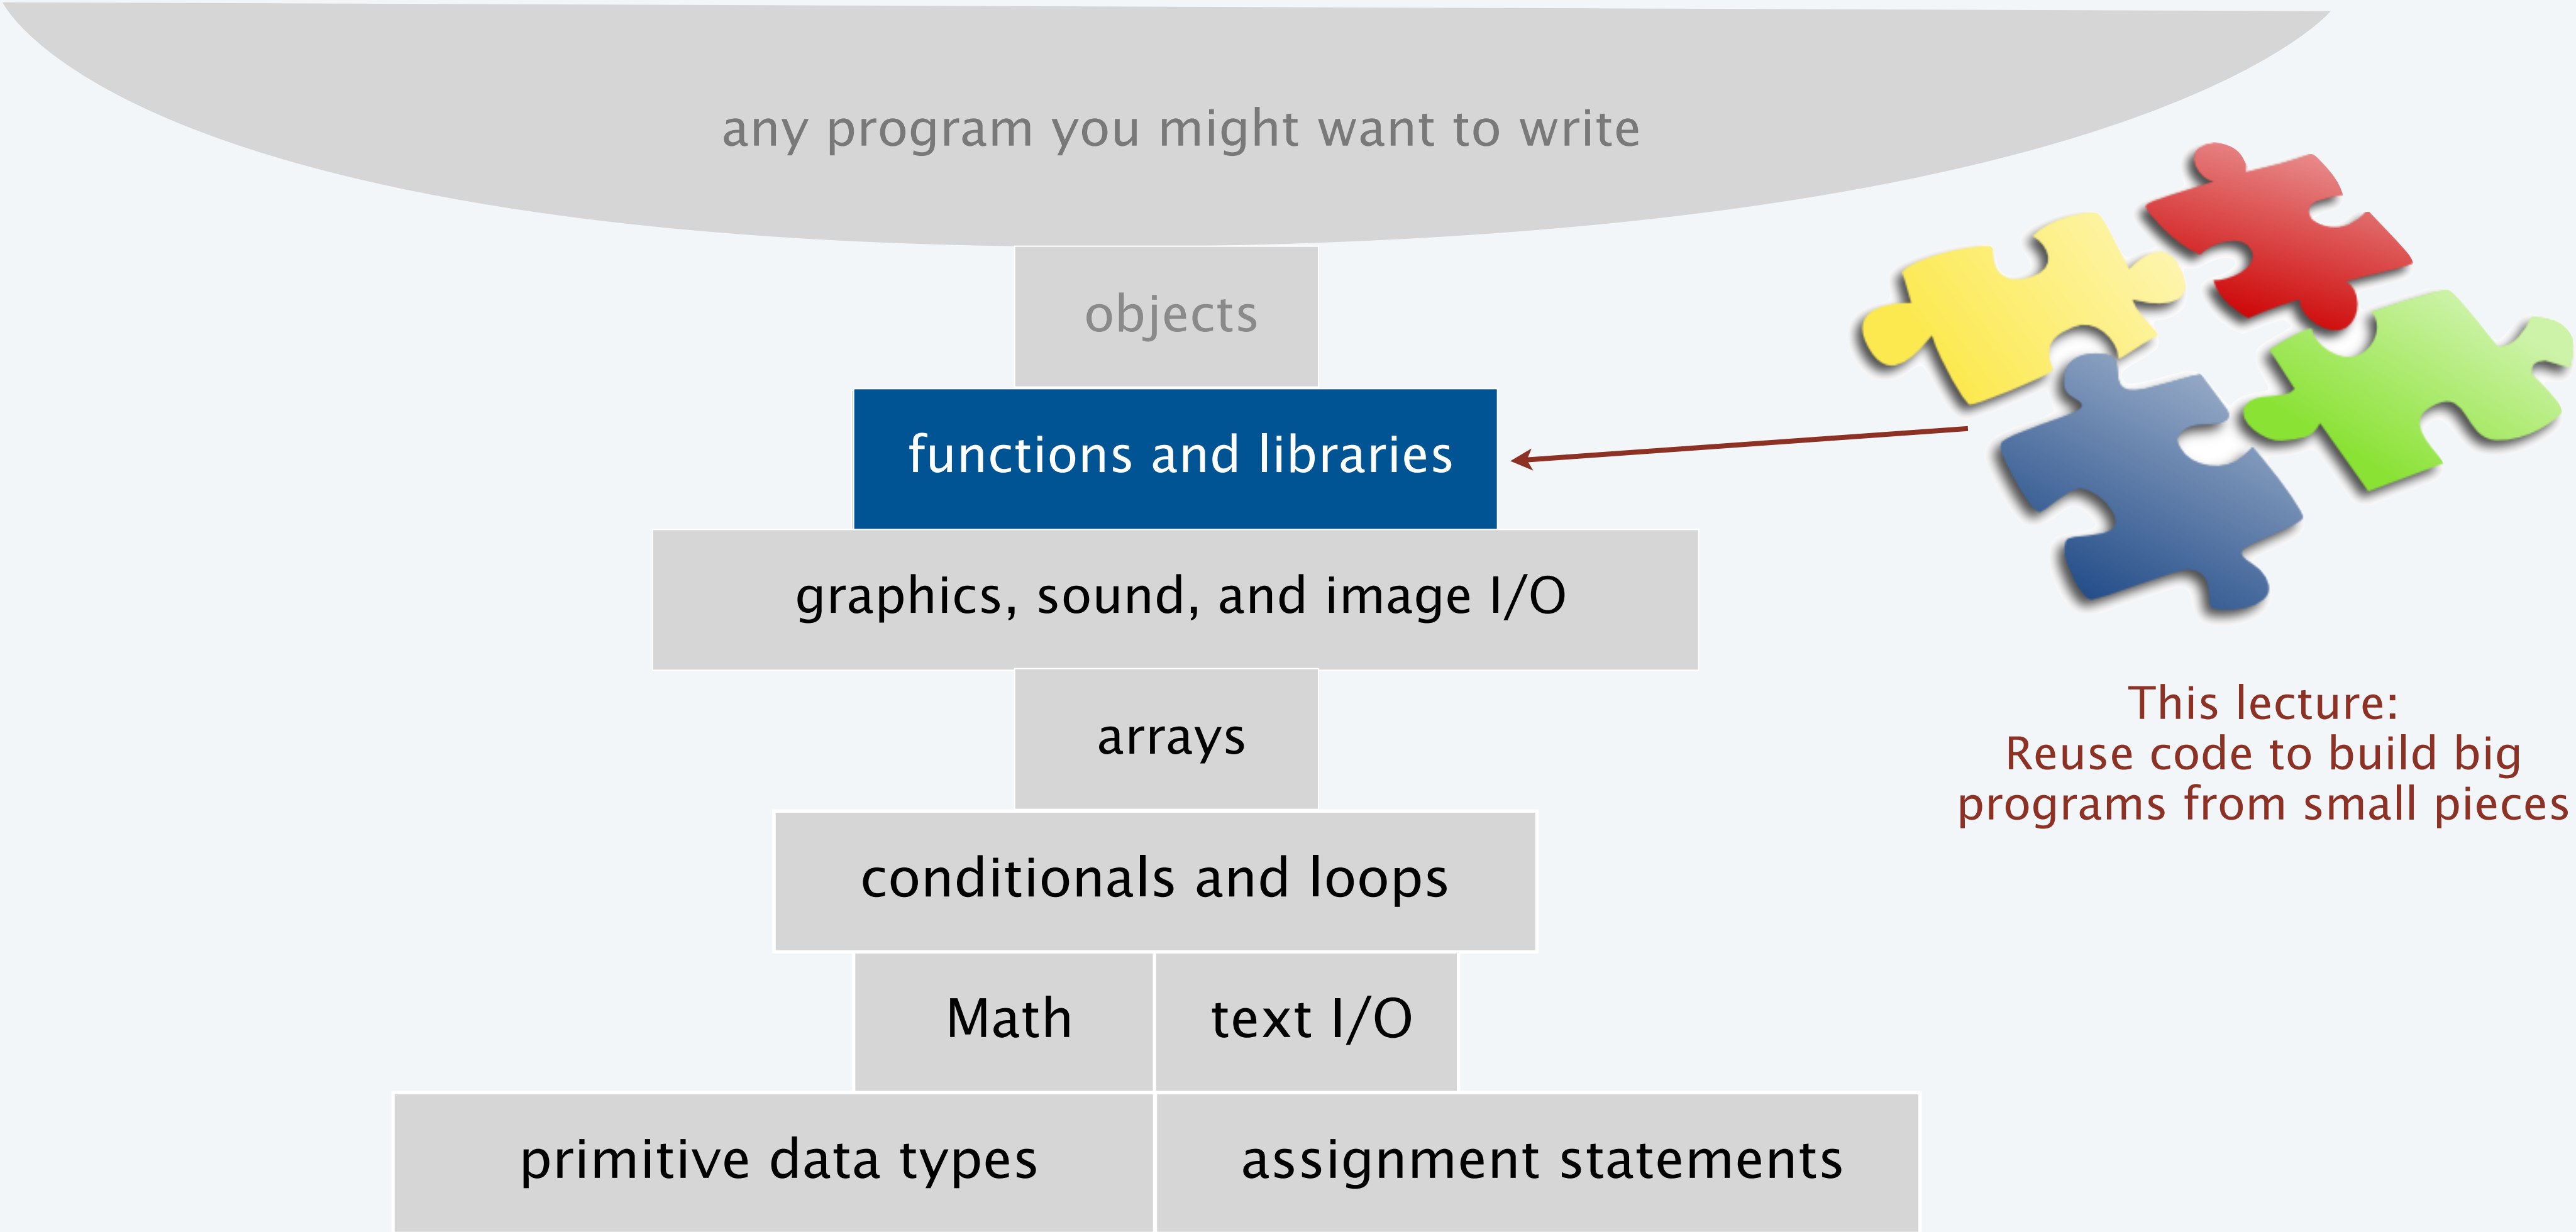 any program you might want to write
objects
functions and libraries
graphics, sound, and image I/O
arrays
conditionals and loops
Math
text I/O
primitive data types
assignment statements
This lecture:
Reuse code to build big
programs from small pieces